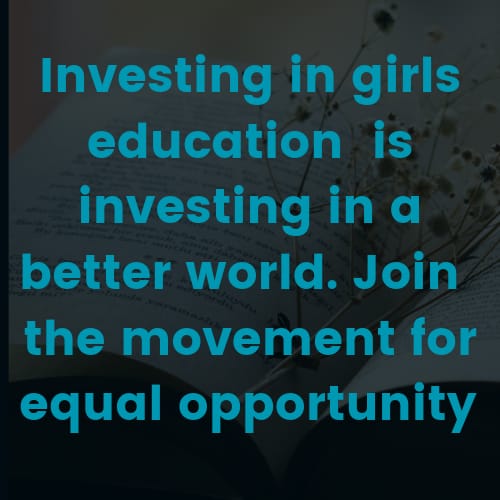 Investing in girls
education is
investing in a
better world. Join
the movement for
equal opportunity